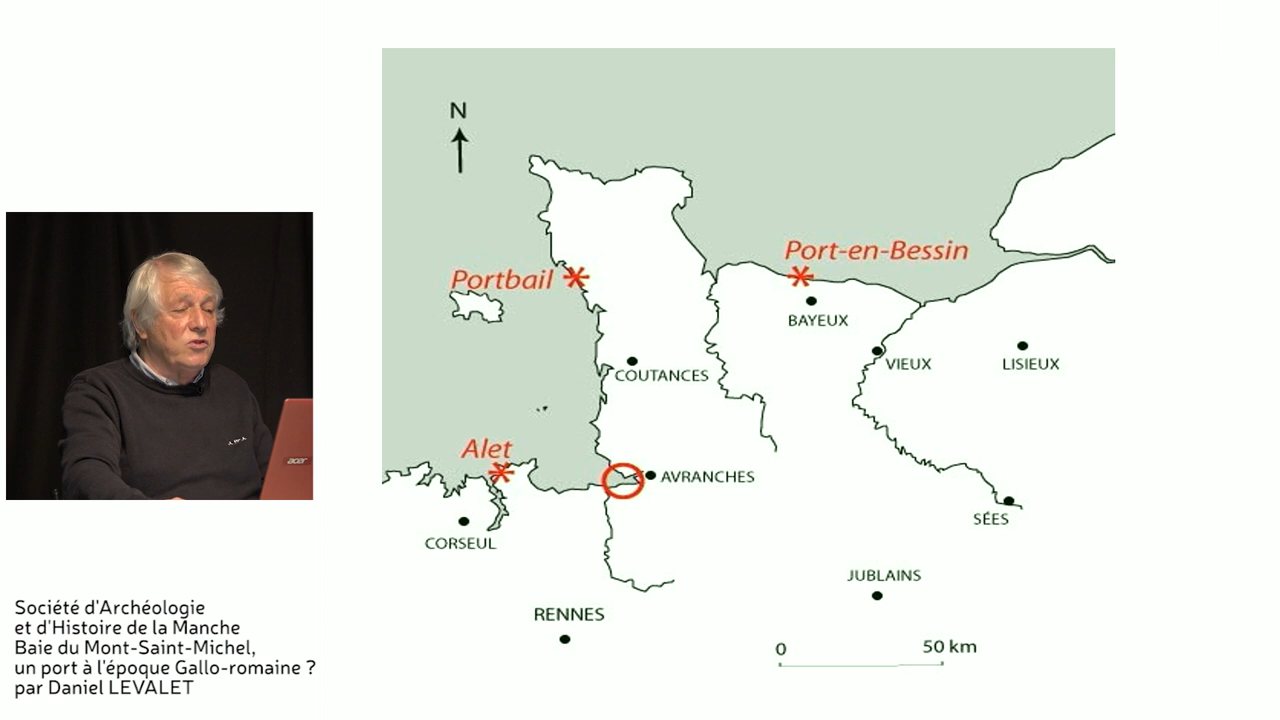 N
Port-en-Bessin
Portbail
BAYEUX
VIEUX
LISIEUX
COUTANCES
Alet
AVRANCHES
SÉES
CORSEUL
JUBLAINS
RENNES
0 50 km
acer
Société d'Archéologie
et d'Histoire de la Manche
Baie du Mont-Saint-Michel,
un port à l'époque Gallo-romaine ?
par Daniel LEVALET